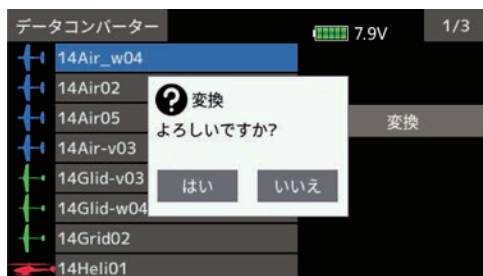 データコンバーター
7.9V
1/3
14Air_w04
14Air02
14Air05
14Air-v03
14Glid-v03
14Glid-w04
14Grid02
14Heli01
変換
変換
よろしいですか?
はい
いいえ